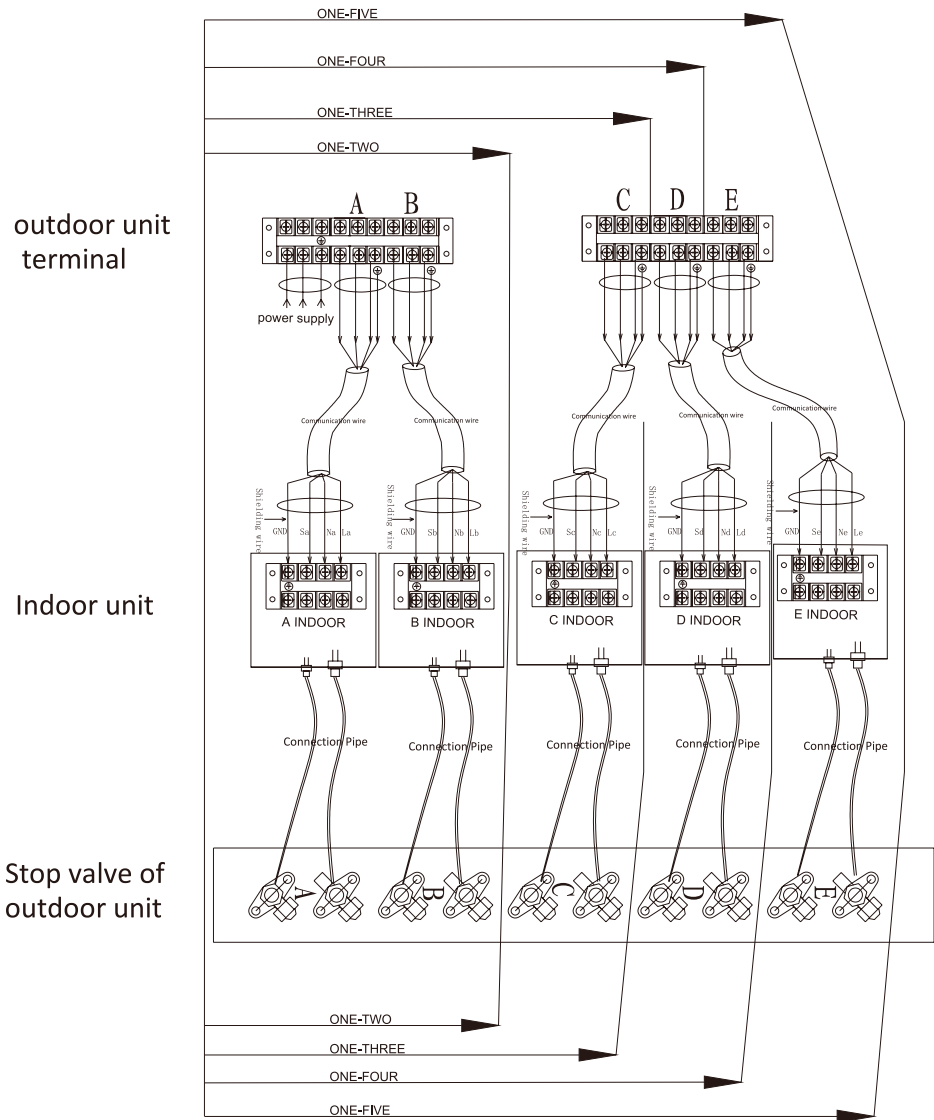 ONE-FIVE
ONE-FOUR
ONE-THREE
ONE-TWO
A B
C D E
outdoor unit
terminal
power supply
Communication wire
Communication wire
Communication wire
Communication wire
Communication wire
Shielding wire
GND Sa Na La
Shielding wire
GND Sb Nb Lb
Shielding wire
GND Sc Nc Lc
Shielding wire
GND Sd Nd Ld
Shielding wire
GND Se Ne Le
Indoor unit
A INDOOR
B INDOOR
C INDOOR
D INDOOR
E INDOOR
Connection Pipe
Connection Pipe
Connection Pipe
Connection Pipe
Connection Pipe
Stop valve of
outdoor unit
A
B
C
D
E
ONE-TWO
ONE-THREE
ONE-FOUR
ONE-FIVE